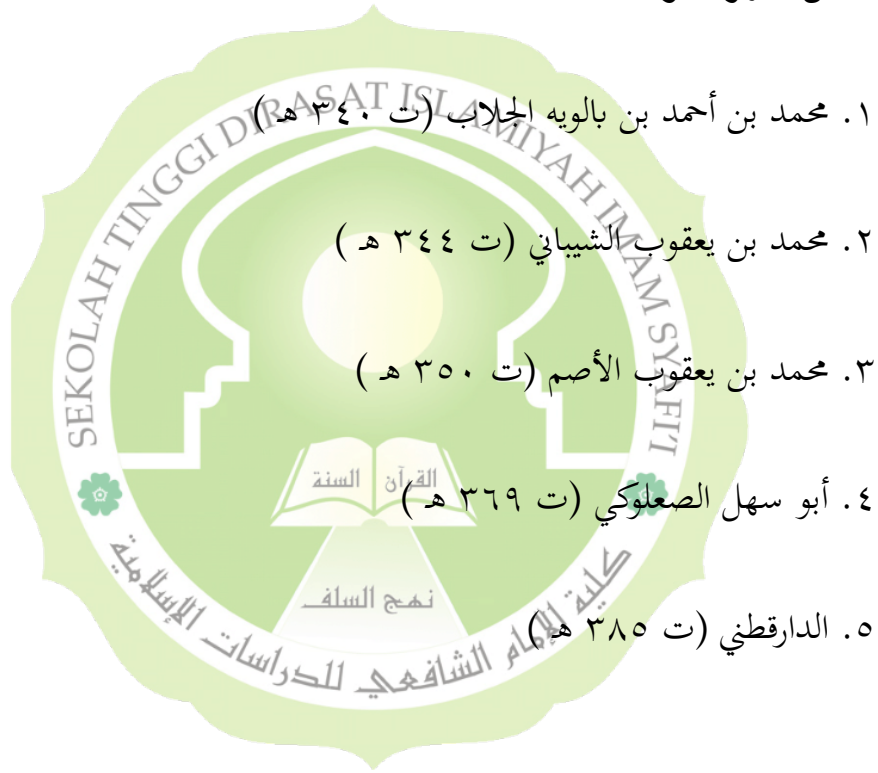 ١. محمد بن أحمد بن بالويه الجلاب (ت ٣٤٠ هـ)
٢. محمد بن يعقوب الشيباني (ت ٣٤٤ هـ )
٣. محمد بن يعقوب الأصم (ت ٣٥٠ هـ )
٤. أبو سهل الصعلوكي (ت ٣٦٩ هـ )
٥. الدارقطني (ت ٣٨٥ هـ)
SEKOLAH TINGGI DIRASAT ISLAMIYAH IMAM SYAFI'I
القرآن السنة
نهج السلف
كلية الإمام الشافعي للدراسات الإسلامية